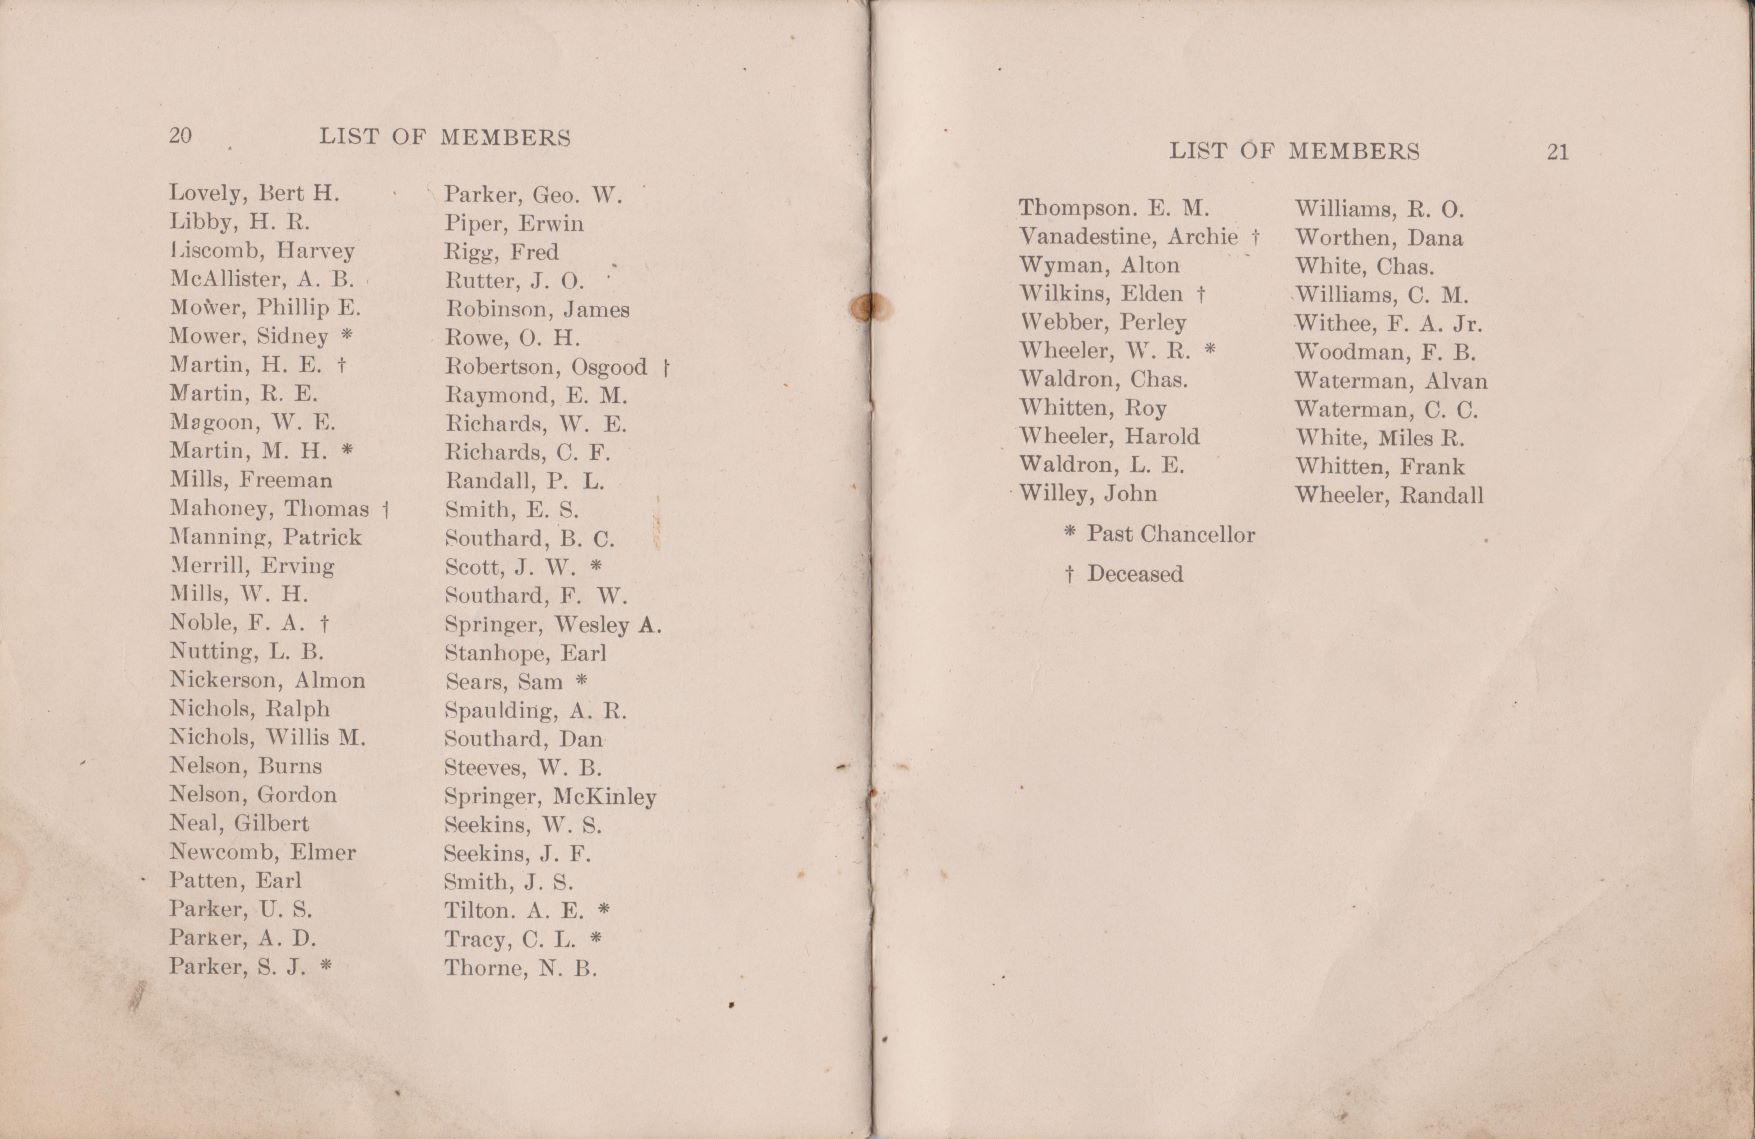 20 LIST OF MEMBERS
Lovely, Bert H.
Libby, H. R.
Liscomb, Harvey
McAllister, A. B.
Mower, Phillip E.
Mower, Sidney *
Martin, H. E. †
Martin, R. E.
Magoon, W. E.
Martin, M. H. *
Mills, Freeman
Mahoney, Thomas †
Manning, Patrick
Merrill, Erving
Mills, W. H.
Noble, F. A. †
Nutting, L. B.
Nickerson, Almon
Nichols, Ralph
Nichols, Willis M.
Nelson, Burns
Nelson, Gordon
Neal, Gilbert
Newcomb, Elmer
Patten, Earl
Parker, U. S.
Parker, A. D.
Parker, S. J. *
Parker, Geo. W.
Piper, Erwin
Rigg, Fred
Rutter, J. O.
Robinson, James
Rowe, O. H.
Robertson, Osgood †
Raymond, E. M.
Richards, W. E.
Richards, C. F.
Randall, P. L.
Smith, E. S.
Southard, B. C.
Scott, J. W. *
Southard, F. W.
Springer, Wesley A.
Stanhope, Earl
Sears, Sam *
Spaulding, A. R.
Southard, Dan
Steeves, W. B.
Springer, McKinley
Seekins, W. S.
Seekins, J. F.
Smith, J. S.
Tilton. A. E. *
Tracy, C. L. *
Thorne, N. B.
LIST OF MEMBERS 21
Thompson. E. M.
Vanadestine, Archie †
Wyman, Alton
Wilkins, Elden †
Webber, Perley
Wheeler, W. R. *
Waldron, Chas.
Whitten, Roy
Wheeler, Harold
Waldron, L. E.
Willey, John
Williams, R. O.
Worthen, Dana
White, Chas.
Williams, C. M.
Withee, F. A. Jr.
Woodman, F. B.
Waterman, Alvan
Waterman, C. C.
White, Miles R.
Whitten, Frank
Wheeler, Randall
* Past Chancellor
† Deceased